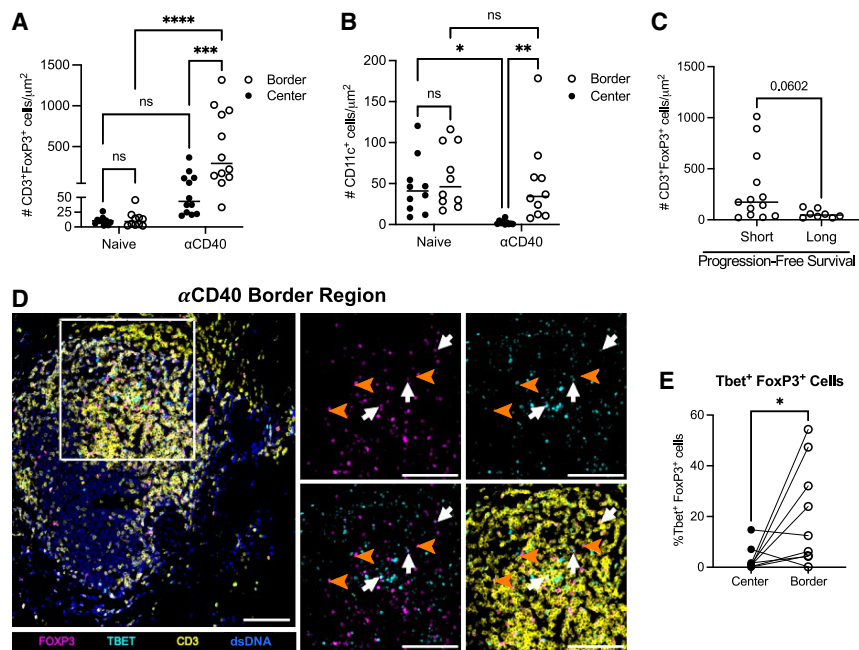 A
****
***
ns
ns
# CD3⁺FoxP3⁺ cells/µm²
1500
1000
500
50
25
0
Naive
αCD40
Border
Center
B
ns
*
**
ns
# CD11c⁺ cells/µm²
200
150
100
50
0
Naive
αCD40
Border
Center
C
# CD3⁺FoxP3⁺ cells/µm²
1500
1000
500
0
0.0602
Short
Long
Progression-Free Survival
D
αCD40 Border Region
FOXP3 TBET CD3 dsDNA
E
Tbet⁺ FoxP3⁺ Cells
*
%Tbet⁺ FoxP3⁺ cells
60
40
20
0
Center
Border